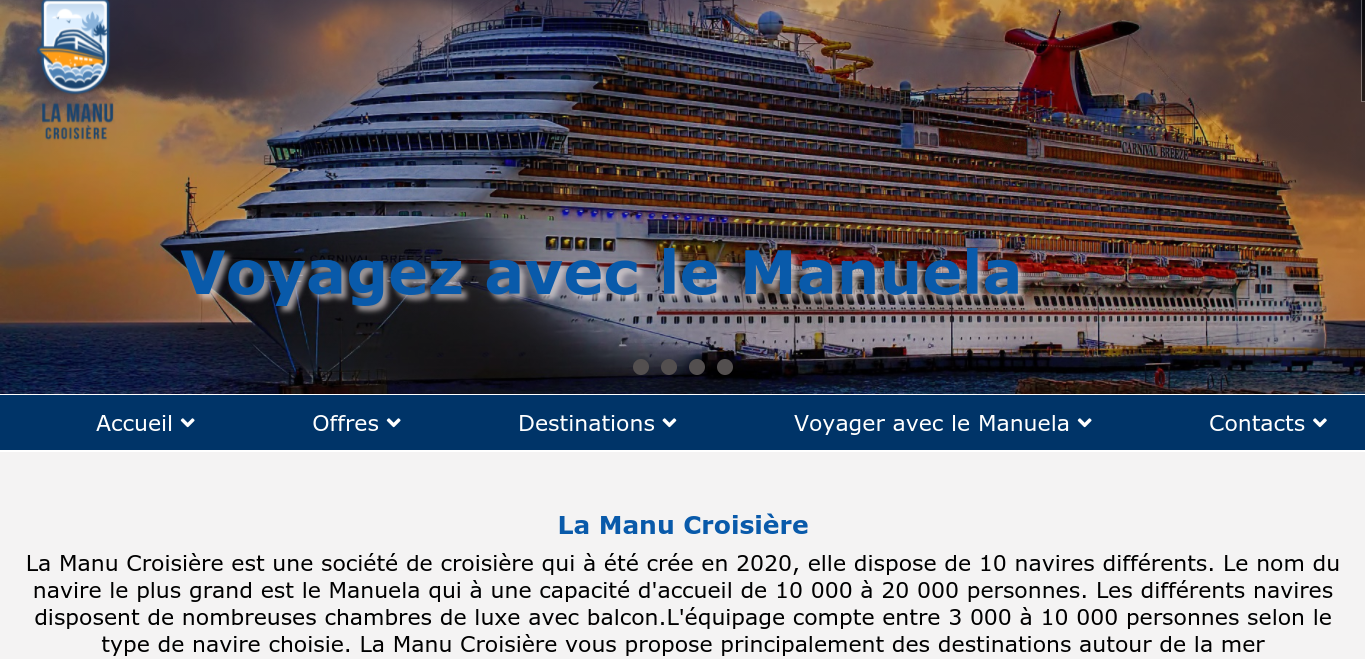 LA MANU
CROISIÈRE
CARNIVAL BREEZE
CARNIVAL BREEZE
Voyagez avec le Manuela
Accueil
Offres
Destinations
Voyager avec le Manuela
Contacts
La Manu Croisière
La Manu Croisière est une société de croisière qui à été crée en 2020, elle dispose de 10 navires différents. Le nom du
navire le plus grand est le Manuela qui à une capacité d'accueil de 10 000 à 20 000 personnes. Les différents navires
disposent de nombreuses chambres de luxe avec balcon.L'équipage compte entre 3 000 à 10 000 personnes selon le
type de navire choisie. La Manu Croisière vous propose principalement des destinations autour de la mer